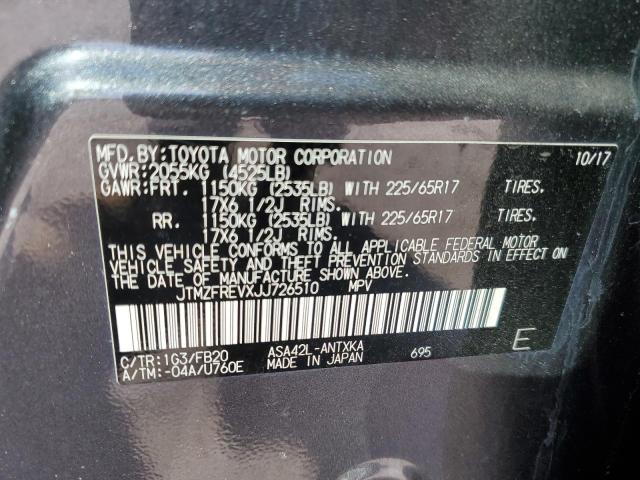 MFD. BY: TOYOTA MOTOR CORPORATION 10/17
GVWR: 2055KG (4525LB)
GAWR: FRT. 1150KG (2535LB) WITH 225/65R17 TIRES.
17X6 1/2J RIMS.
RR. 1150KG (2535LB) WITH 225/65R17 TIRES.
17X6 1/2J RIMS.
THIS VEHICLE CONFORMS TO ALL APPLICABLE FEDERAL MOTOR
VEHICLE SAFETY AND THEFT PREVENTION STANDARDS IN EFFECT ON
THE DATE OF MANUFACTURE SHOWN ABOVE.
JTMZFREVXJJ726510 MPV
C/TR: 1G3/FB20 ASA42L-ANTXKA 695 E
A/TM: -04A/U760E MADE IN JAPAN